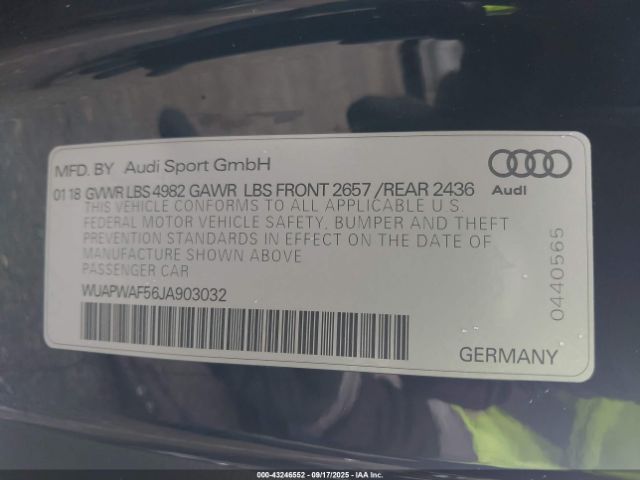 MFD. BY Audi Sport GmbH
01 18 GVWR LBS 4982 GAWR LBS FRONT 2657 /REAR 2436
THIS VEHICLE CONFORMS TO ALL APPLICABLE U.S.
FEDERAL MOTOR VEHICLE SAFETY, BUMPER AND THEFT
PREVENTION STANDARDS IN EFFECT ON THE DATE OF
MANUFACTURE SHOWN ABOVE
PASSENGER CAR
WUAPWAF56JA903032
Audi
0440565
GERMANY
000-43246552 - 09/17/2025 - IAAI.COM